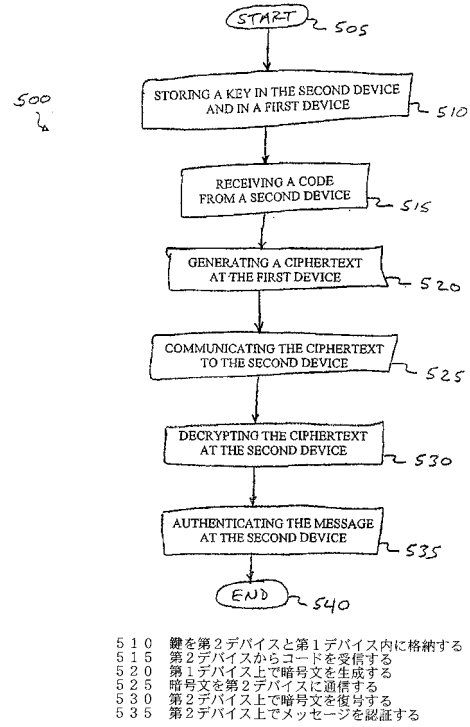 START
505
500
STORING A KEY IN THE SECOND DEVICE
AND IN A FIRST DEVICE
510
RECEIVING A CODE
FROM A SECOND DEVICE
515
GENERATING A CIPHERTEXT
AT THE FIRST DEVICE
520
COMMUNICATING THE CIPHERTEXT
TO THE SECOND DEVICE
525
DECRYPTING THE CIPHERTEXT
AT THE SECOND DEVICE
530
AUTHENTICATING THE MESSAGE
AT THE SECOND DEVICE
535
END
540
510 鍵を第2デバイスと第1デバイス内に格納する
515 第2デバイスからコードを受信する
520 第1デバイス上で暗号文を生成する
525 暗号文を第2デバイスに通信する
530 第2デバイス上で暗号文を復号する
535 第2デバイス上でメッセージを認証する